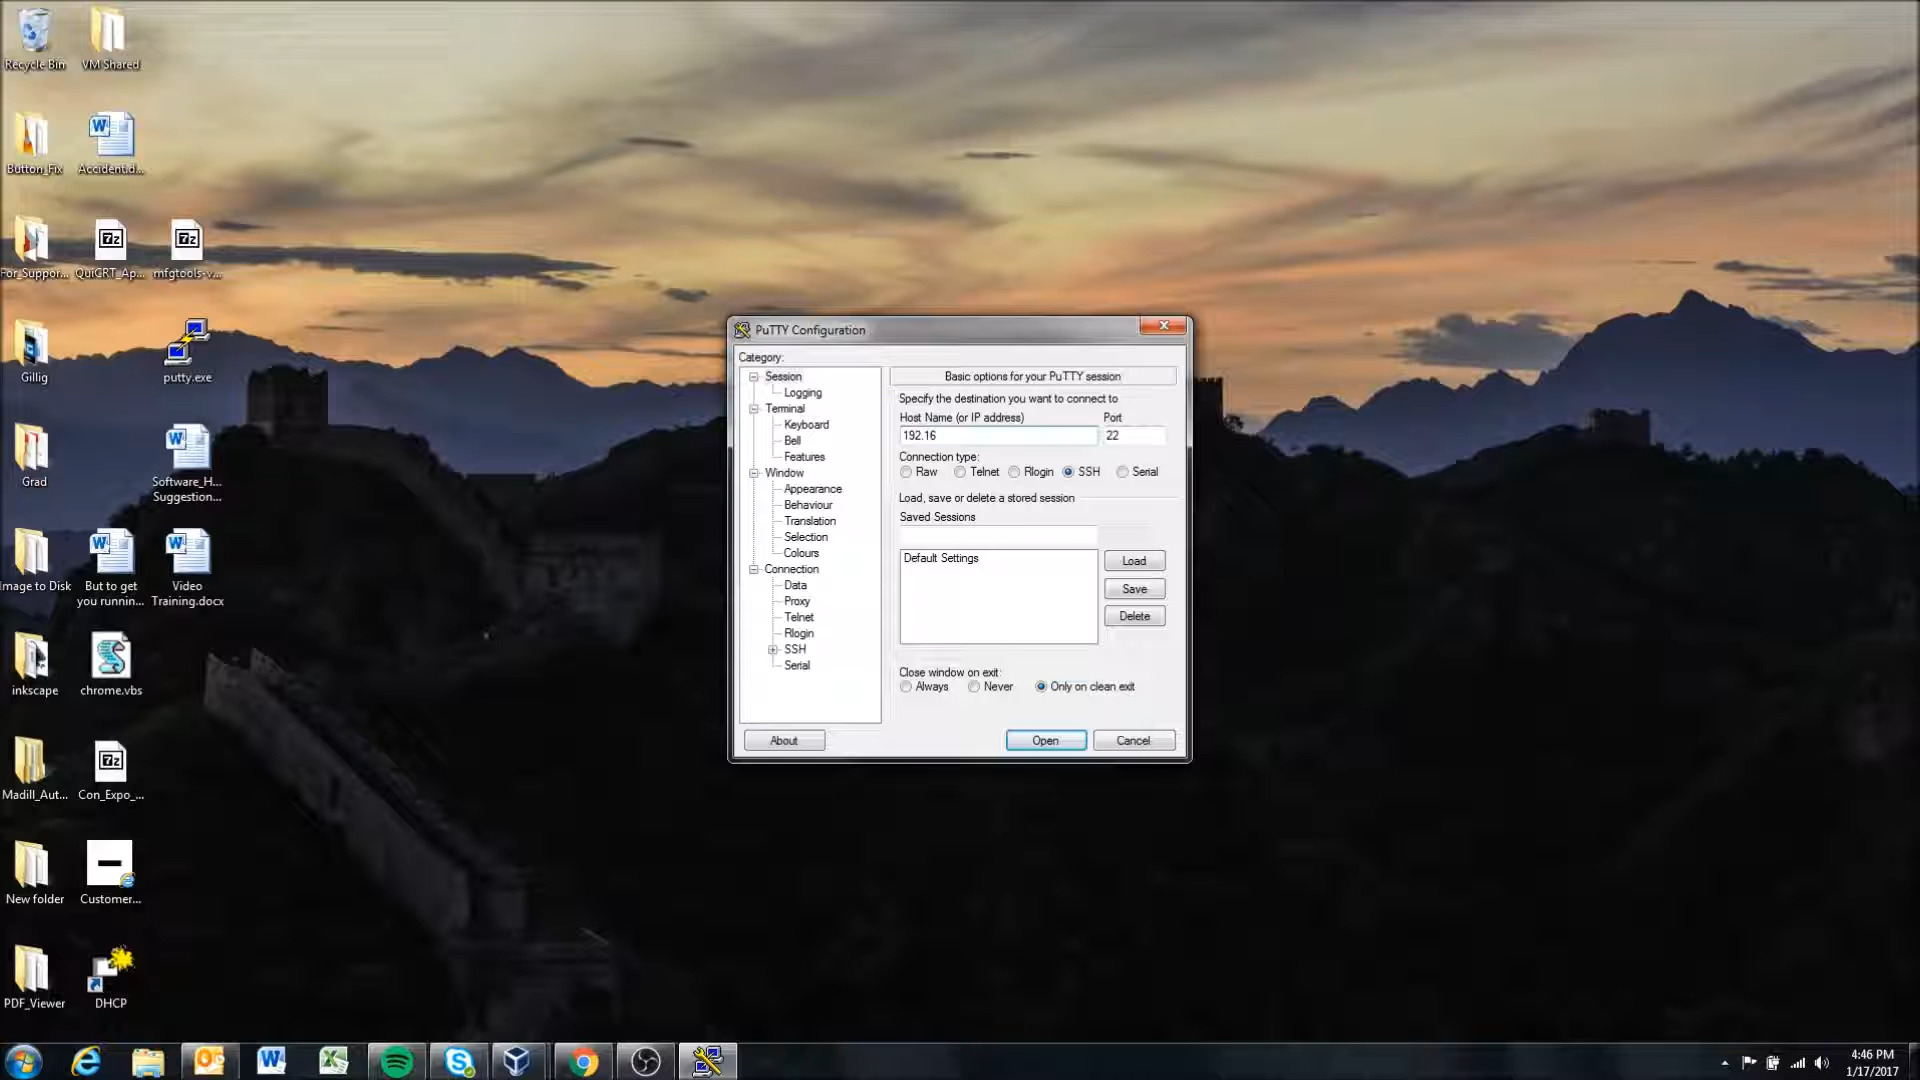 Recycle Bin
VM Shared
Button_Fix
Accidentid...
For_Suppor...
QuiGRT_Ap...
mfgtools-v...
Gillig
putty.exe
Grad
Software_H...
Suggestion...
Image to Disk
But to get
you runnin...
Video
Training.docx
inkscape
chrome.vbs
Madill_Aut...
Con_Expo_...
New folder
Customer...
PDF_Viewer
DHCP
PuTTY Configuration
Category:
Session
Logging
Terminal
Keyboard
Bell
Features
Window
Appearance
Behaviour
Translation
Selection
Colours
Connection
Data
Proxy
Telnet
Rlogin
SSH
Serial
Basic options for your PuTTY session
Specify the destination you want to connect to
Host Name (or IP address) Port
192.16 22
Connection type:
Raw Telnet Rlogin SSH Serial
Load, save or delete a stored session
Saved Sessions
Default Settings
Load
Save
Delete
Close window on exit:
Always Never Only on clean exit
About Open Cancel
4:46 PM
1/17/2017